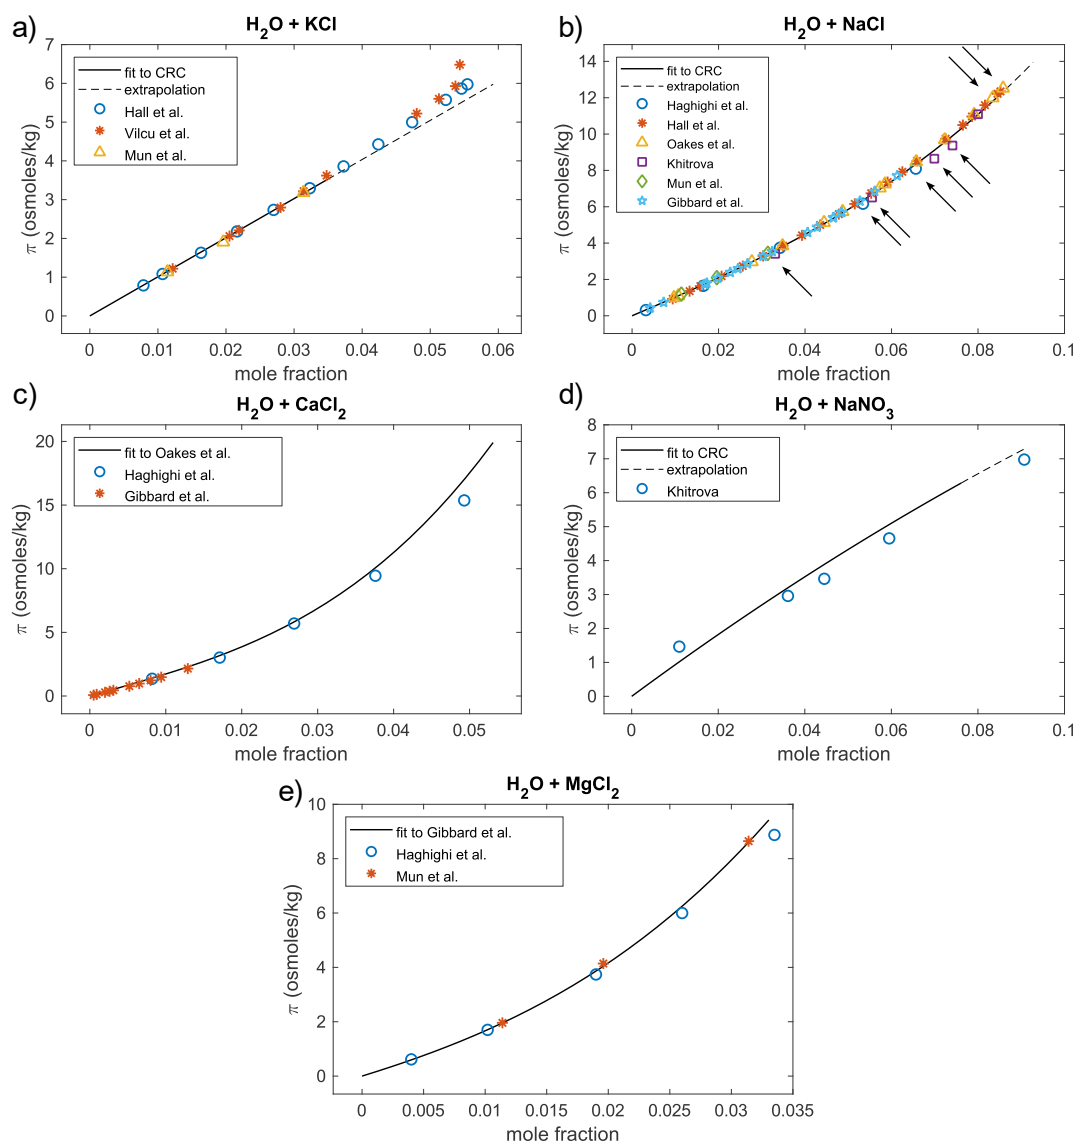 a)
H₂O + KCl
fit to CRC
extrapolation
Hall et al.
Vilcu et al.
Mun et al.
7
6
5
4
3
2
1
0
π (osmoles/kg)
0 0.01 0.02 0.03 0.04 0.05 0.06
mole fraction
b)
H₂O + NaCl
fit to CRC
extrapolation
Haghighi et al.
Hall et al.
Oakes et al.
Khitrova
Mun et al.
Gibbard et al.
14
12
10
8
6
4
2
0
π (osmoles/kg)
0 0.02 0.04 0.06 0.08 0.1
mole fraction
c)
H₂O + CaCl₂
fit to Oakes et al.
Haghighi et al.
Gibbard et al.
20
15
10
5
0
π (osmoles/kg)
0 0.01 0.02 0.03 0.04 0.05
mole fraction
d)
H₂O + NaNO₃
fit to CRC
extrapolation
Khitrova
8
7
6
5
4
3
2
1
0
π (osmoles/kg)
0 0.02 0.04 0.06 0.08 0.1
mole fraction
e)
H₂O + MgCl₂
fit to Gibbard et al.
Haghighi et al.
Mun et al.
10
8
6
4
2
0
π (osmoles/kg)
0 0.005 0.01 0.015 0.02 0.025 0.03 0.035
mole fraction